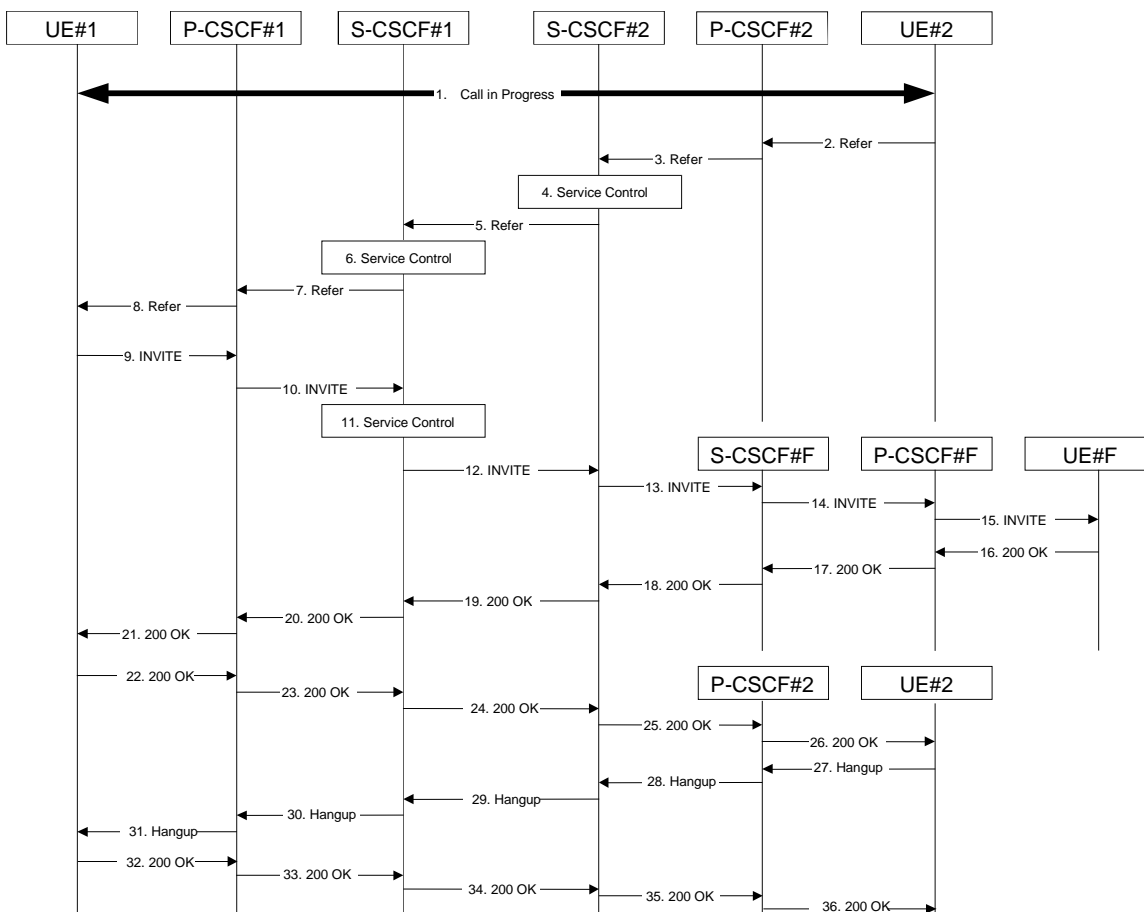 UE#1
P-CSCF#1
S-CSCF#1
S-CSCF#2
P-CSCF#2
UE#2
1. Call in Progress
2. Refer
3. Refer
4. Service Control
5. Refer
6. Service Control
7. Refer
8. Refer
9. INVITE
10. INVITE
11. Service Control
S-CSCF#F
P-CSCF#F
UE#F
12. INVITE
13. INVITE
14. INVITE
15. INVITE
16. 200 OK
17. 200 OK
18. 200 OK
19. 200 OK
20. 200 OK
21. 200 OK
22. 200 OK
P-CSCF#2
UE#2
23. 200 OK
24. 200 OK
25. 200 OK
26. 200 OK
27. Hangup
28. Hangup
29. Hangup
30. Hangup
31. Hangup
32. 200 OK
33. 200 OK
34. 200 OK
35. 200 OK
36. 200 OK